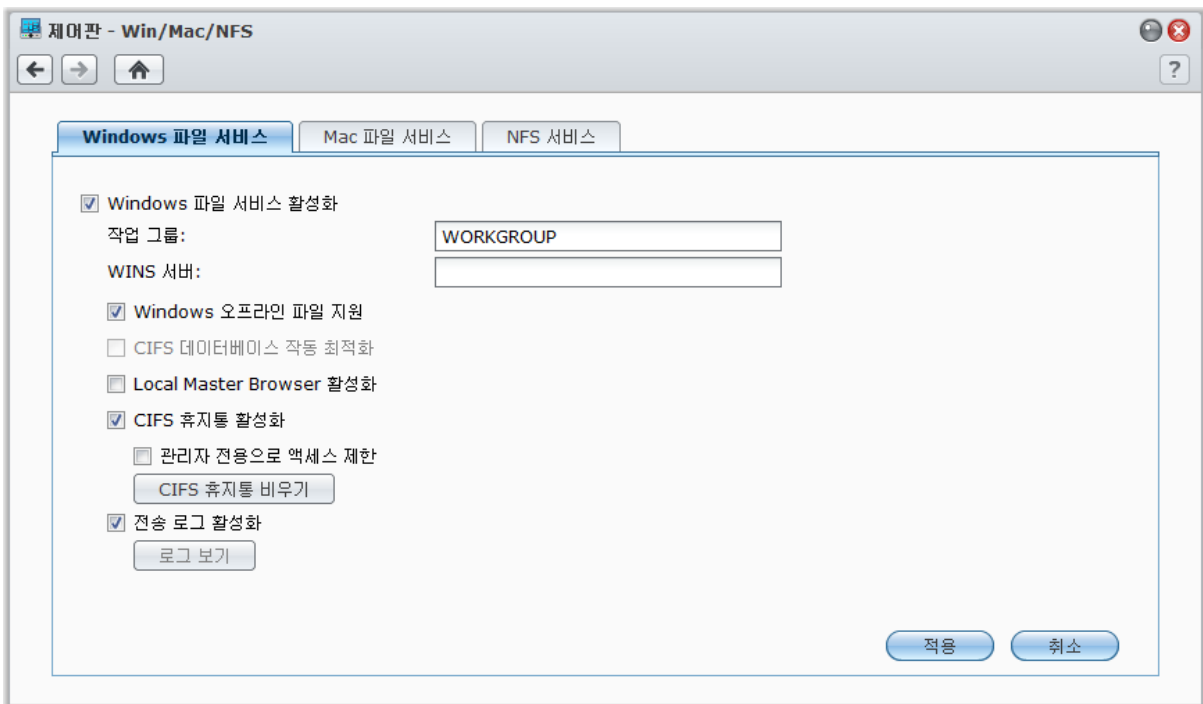 제어판 - Win/Mac/NFS
?
Windows 파일 서비스 Mac 파일 서비스 NFS 서비스
Windows 파일 서비스 활성화
작업 그룹: WORKGROUP
WINS 서버:
Windows 오프라인 파일 지원
CIFS 데이터베이스 작동 최적화
Local Master Browser 활성화
CIFS 휴지통 활성화
관리자 전용으로 액세스 제한
CIFS 휴지통 비우기
전송 로그 활성화
로그 보기
적용 취소